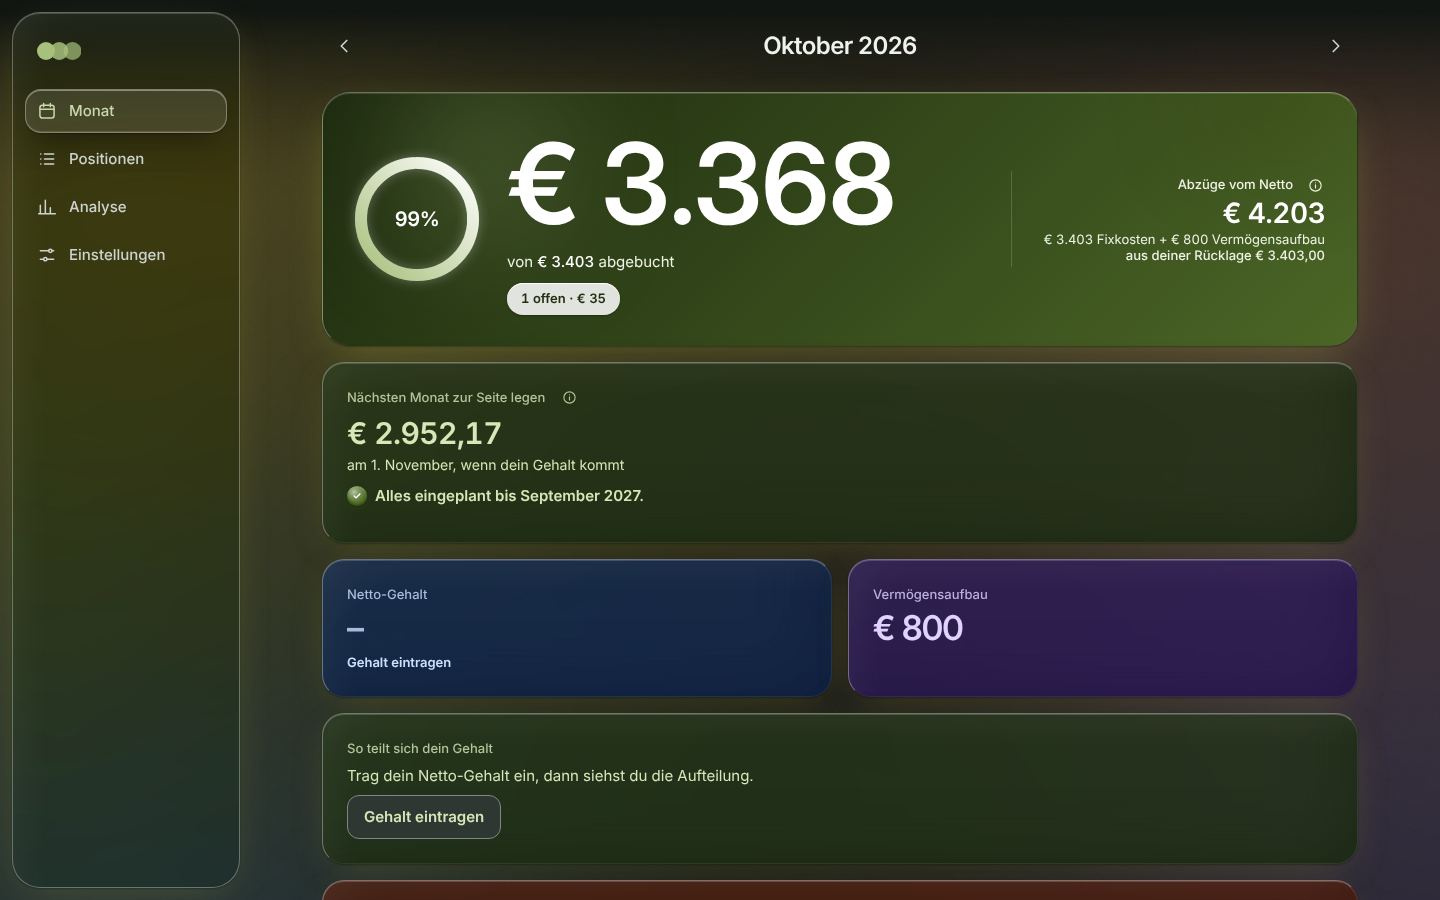 Oktober 2026
Monat
Positionen
Analyse
Einstellungen
99%
€ 3.368
von € 3.403 abgebucht
1 offen · € 35
Abzüge vom Netto
€ 4.203
€ 3.403 Fixkosten + € 800 Vermögensaufbau
aus deiner Rücklage € 3.403,00
Nächsten Monat zur Seite legen
€ 2.952,17
am 1. November, wenn dein Gehalt kommt
Alles eingeplant bis September 2027.
Netto-Gehalt
–
Gehalt eintragen
Vermögensaufbau
€ 800
So teilt sich dein Gehalt
Trag dein Netto-Gehalt ein, dann siehst du die Aufteilung.
Gehalt eintragen